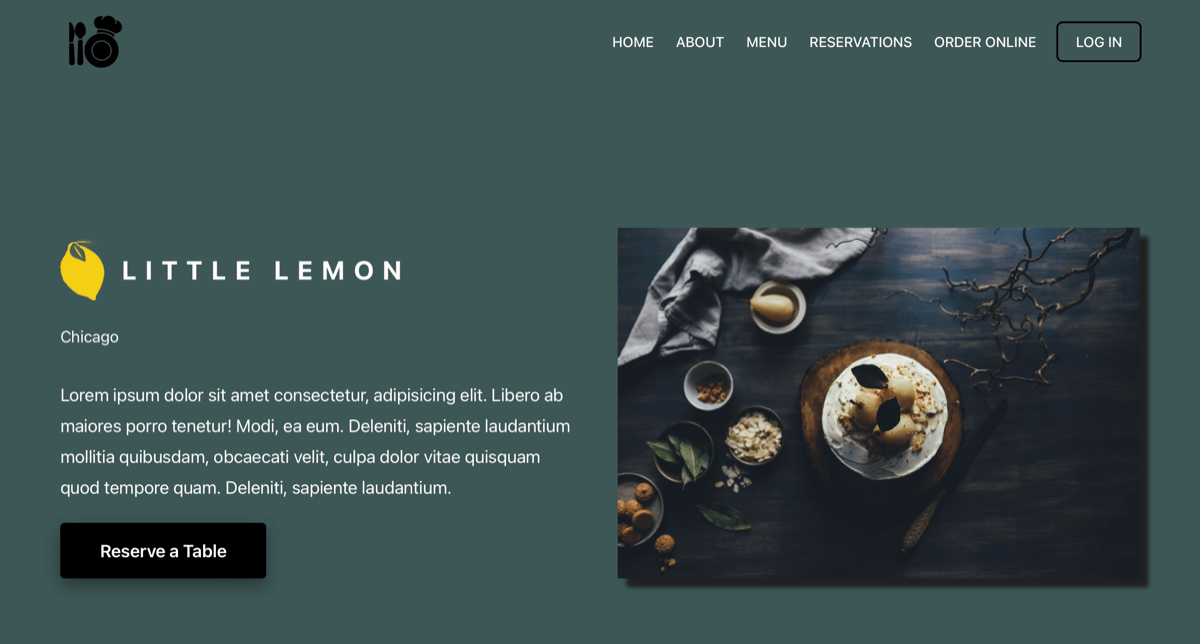 HOME ABOUT MENU RESERVATIONS ORDER ONLINE LOG IN
LITTLE LEMON
Chicago
Lorem ipsum dolor sit amet consectetur, adipisicing elit. Libero ab
maiores porro tenetur! Modi, ea eum. Deleniti, sapiente laudantium
mollitia quibusdam, obcaecati velit, culpa dolor vitae quisquam
quod tempore quam. Deleniti, sapiente laudantium.
Reserve a Table